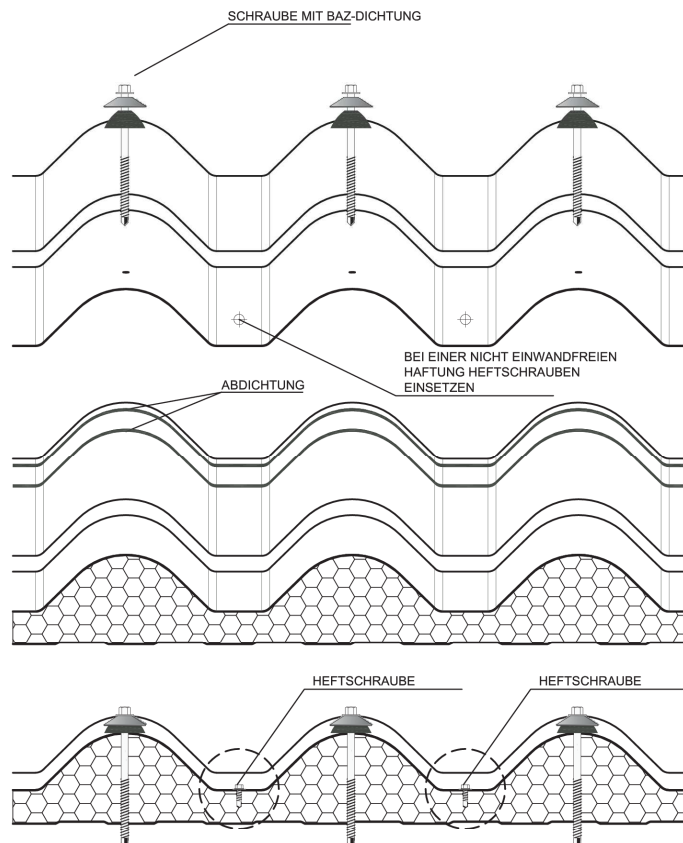 SCHRAUBE MIT BAZ-DICHTUNG
BEI EINER NICHT EINWANDFREIEN
HAFTUNG HEFTSCHRAUBEN
EINSETZEN
ABDICHTUNG
HEFTSCHRAUBE
HEFTSCHRAUBE